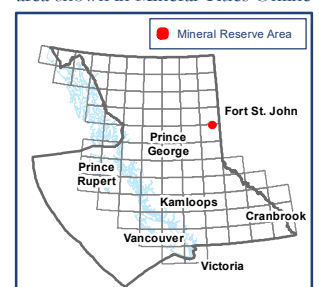 Mineral Reserve Area
Fort St. John
Prince
George
Prince
Rupert
Kamloops
Cranbrook
Vancouver
Victoria